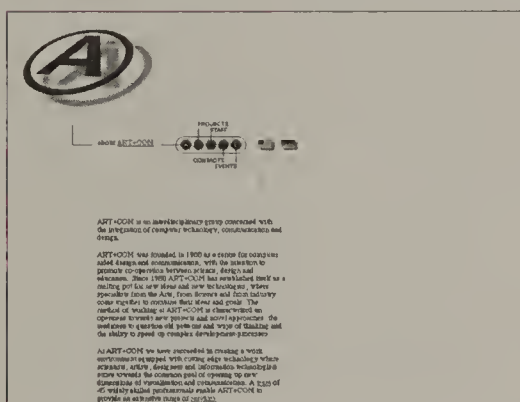 A
PROJECTS
STAFF
about ART+COM
CONTACTS
EVENTS
ART+COM is an interdisciplinary group concerned with
the integration of computer technology, communication and
design.
ART+COM was founded in 1988 as a centre for computer
aided design and communication, with the intention to
promote co-operation between science, design and
education. Since 1988 ART+COM has established itself as a
melting pot for new ideas and new technologies, where
specialists from the Arts, from Science and from industry
come together to combine their ideas and goals. The
method of working at ART+COM is characterised an
openness towards new projects and novel approaches, the
readiness to question old patterns and ways of thinking and
the ability to speed up complex development processes
At ART+COM we have succeeded in creating a work
environment equipped with cutting edge technology where
scientists, artists, designers and information technologists
strive towards the common goal of opening up new
dimensions of visualisation and communication. A team of
45 widely skilled professionals enable ART+COM to
provide an extensive range of services